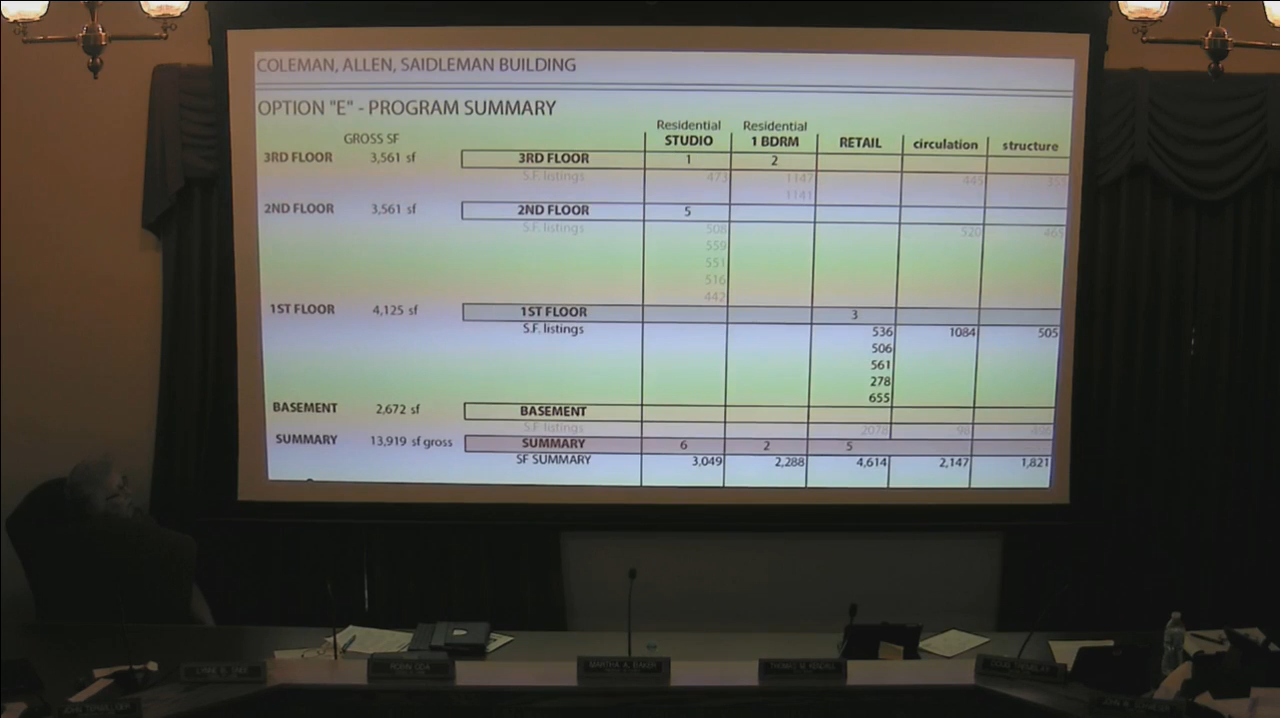 COLEMAN, ALLEN, SAIDLEMAN BUILDING
OPTION "E" - PROGRAM SUMMARY
GROSS SF Residential STUDIO Residential 1 BDRM RETAIL circulation structure
3RD FLOOR 3,561 sf 3RD FLOOR 1 2
S.F. listings 473 1147 445
1141
2ND FLOOR 3,561 sf 2ND FLOOR 5
S.F. listings 508 520 465
559
551
516
442
1ST FLOOR 4,125 sf 1ST FLOOR 3
S.F. listings 536 1084 505
506
561
278
655
BASEMENT 2,672 sf BASEMENT
S.F. listings 2078 98
SUMMARY 13,919 sf gross SUMMARY 6 2 5
SF SUMMARY 3,049 2,288 4,614 2,147 1,821
MARTHA A. BAKER